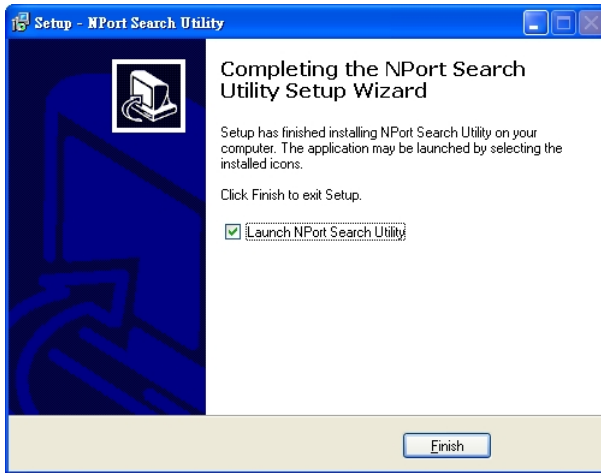 Setup - NPort Search Utility
Completing the NPort Search
Utility Setup Wizard
Setup has finished installing NPort Search Utility on your
computer. The application may be launched by selecting the
installed icons.
Click Finish to exit Setup.
Launch NPort Search Utility
Finish